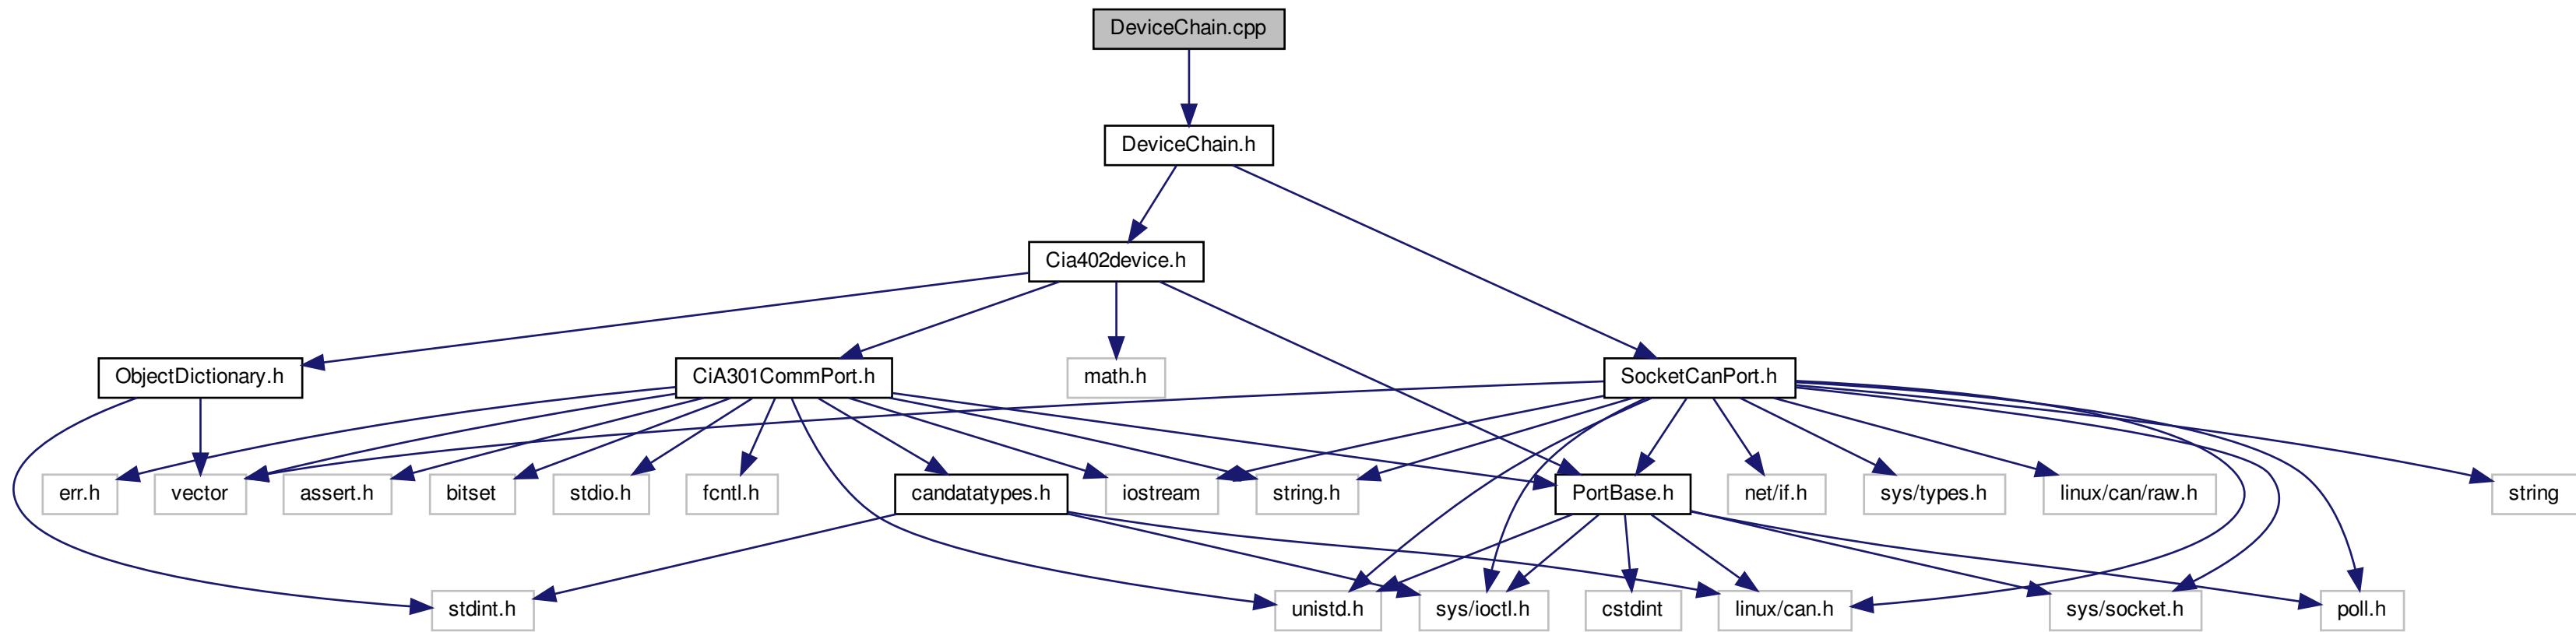 DeviceChain.cpp
DeviceChain.h
Cia402device.h
ObjectDictionary.h
CiA301CommPort.h
math.h
SocketCanPort.h
err.h
vector
assert.h
bitset
stdio.h
fcntl.h
candatatypes.h
iostream
string.h
PortBase.h
net/if.h
sys/types.h
linux/can/raw.h
string
stdint.h
unistd.h
sys/ioctl.h
cstdint
linux/can.h
sys/socket.h
poll.h